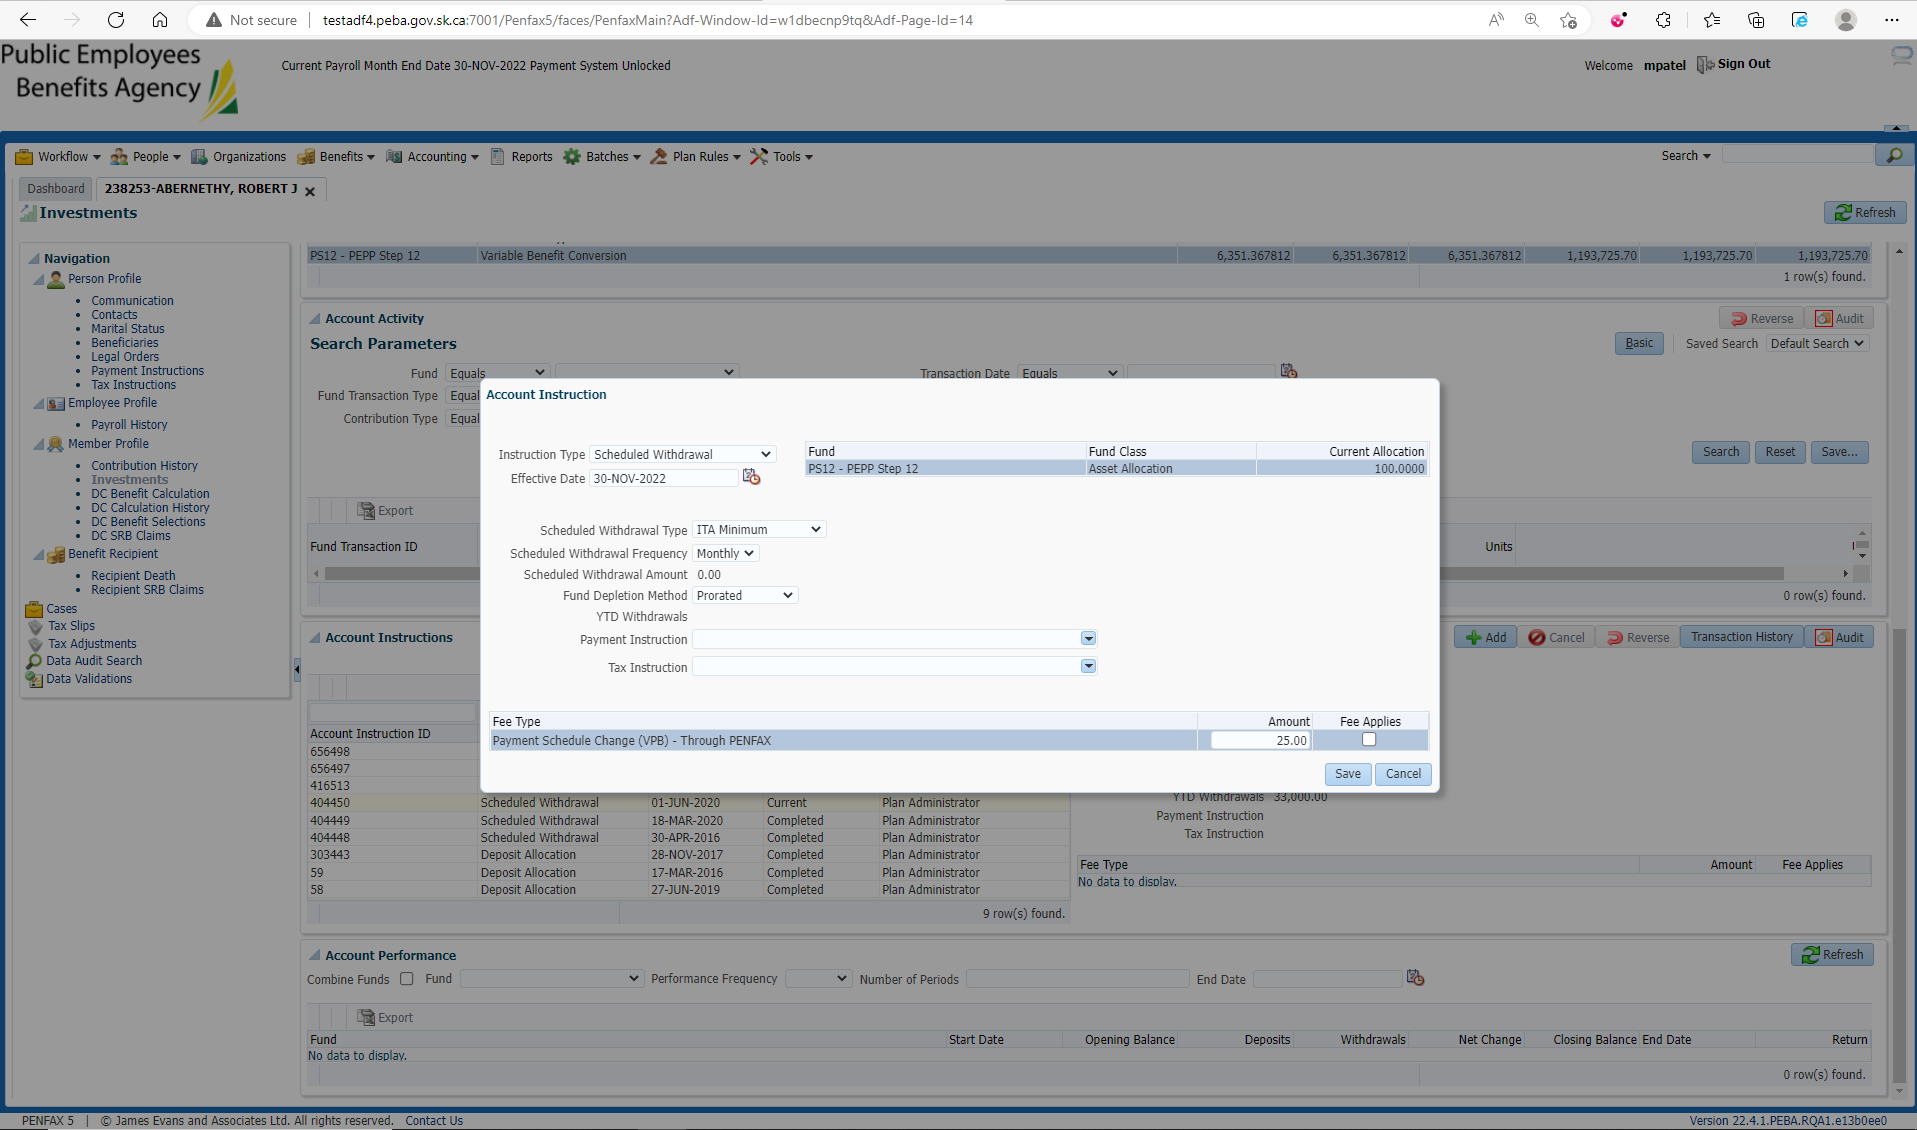 Not secure
testadf4.peba.gov.sk.ca:7001/Penfax5/faces/PenfaxMain?Adf-Window-Id=w1dbecnp9tq&Adf-Page-Id=14
Public Employees
Benefits Agency
Current Payroll Month End Date 30-NOV-2022 Payment System Unlocked
Welcome mpatel Sign Out
Workflow People Organizations Benefits Accounting Reports Batches Plan Rules Tools Search
Dashboard 238253-ABERNETHY, ROBERT J
Investments
Refresh
Navigation
Person Profile
Communication
Contacts
Marital Status
Beneficiaries
Legal Orders
Payment Instructions
Tax Instructions
Employee Profile
Payroll History
Member Profile
Contribution History
Investments
DC Benefit Calculation
DC Calculation History
DC Benefit Selections
DC SRB Claims
Benefit Recipient
Recipient Death
Recipient SRB Claims
Cases
Tax Slips
Tax Adjustments
Data Audit Search
Data Validations
PS12 - PEPP Step 12 Variable Benefit Conversion 6,351.367812 6,351.367812 6,351.367812 1,193,725.70 1,193,725.70 1,193,725.70
1 row(s) found.
Account Activity
Reverse Audit
Search Parameters
Basic Saved Search Default Search
Fund Equals Transaction Date Equals
Fund Transaction Type Equal
Contribution Type Equal
Search Reset Save...
Export
Fund Transaction ID Units
0 row(s) found.
Account Instruction
Instruction Type Scheduled Withdrawal
Effective Date 30-NOV-2022
Fund Fund Class Current Allocation
PS12 - PEPP Step 12 Asset Allocation 100.0000
Scheduled Withdrawal Type ITA Minimum
Scheduled Withdrawal Frequency Monthly
Scheduled Withdrawal Amount 0.00
Fund Depletion Method Prorated
YTD Withdrawals
Payment Instruction
Tax Instruction
Fee Type Amount Fee Applies
Payment Schedule Change (VPB) - Through PENFAX 25.00
Save Cancel
Account Instructions
Add Cancel Reverse Transaction History Audit
Account Instruction ID
656498
656497
416513
404450 Scheduled Withdrawal 01-JUN-2020 Current Plan Administrator
404449 Scheduled Withdrawal 18-MAR-2020 Completed Plan Administrator
404448 Scheduled Withdrawal 30-APR-2016 Completed Plan Administrator
303443 Deposit Allocation 28-NOV-2017 Completed Plan Administrator
59 Deposit Allocation 17-MAR-2016 Completed Plan Administrator
58 Deposit Allocation 27-JUN-2019 Completed Plan Administrator
9 row(s) found.
YTD Withdrawals 33,000.00
Payment Instruction
Tax Instruction
Fee Type Amount Fee Applies
No data to display.
Account Performance
Refresh
Combine Funds Fund Performance Frequency Number of Periods End Date
Export
Fund Start Date Opening Balance Deposits Withdrawals Net Change Closing Balance End Date Return
No data to display.
0 row(s) found.
PENFAX 5 | © James Evans and Associates Ltd. All rights reserved. Contact Us
Version 22.4.1.PEBA.RQA1.e13b0ee0